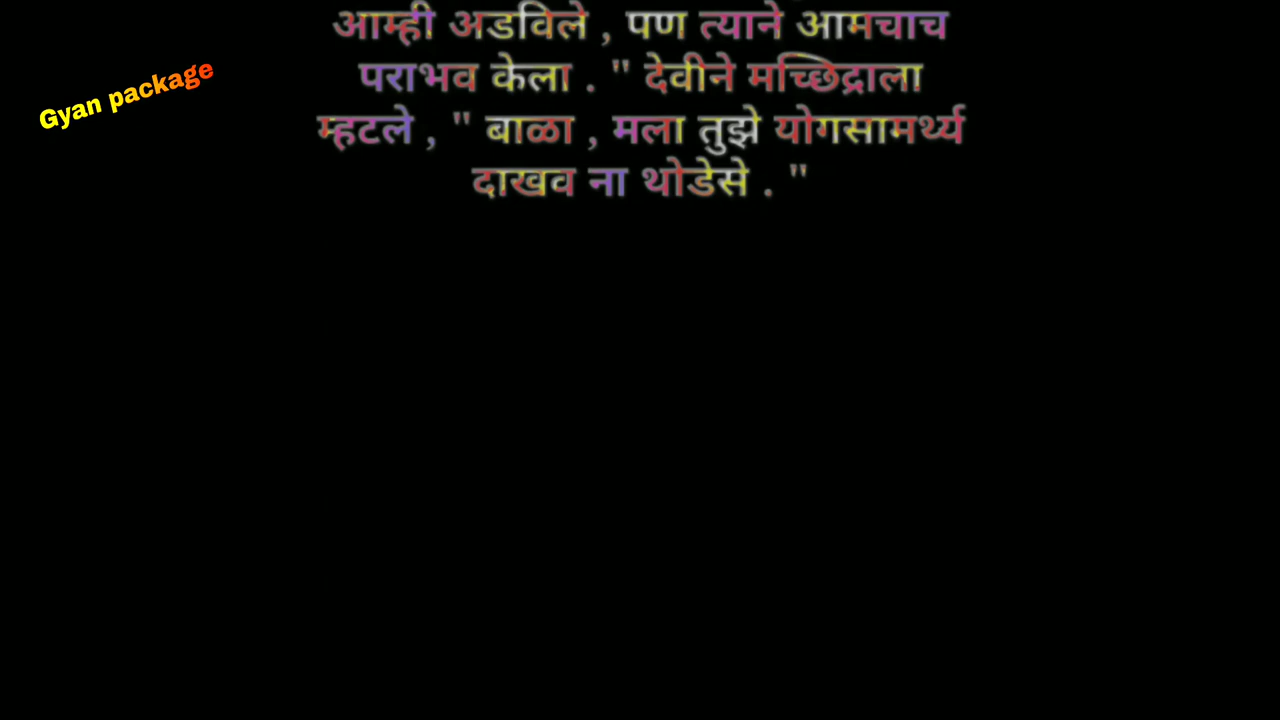 आम्ही अडविले , पण त्याने आमचाच
Gyan package
पराभव केला . " देवीने मच्छिद्राला
म्हटले , " बाळा , मला तुझे योगसामर्थ्य
दाखव ना थोडेसे . "